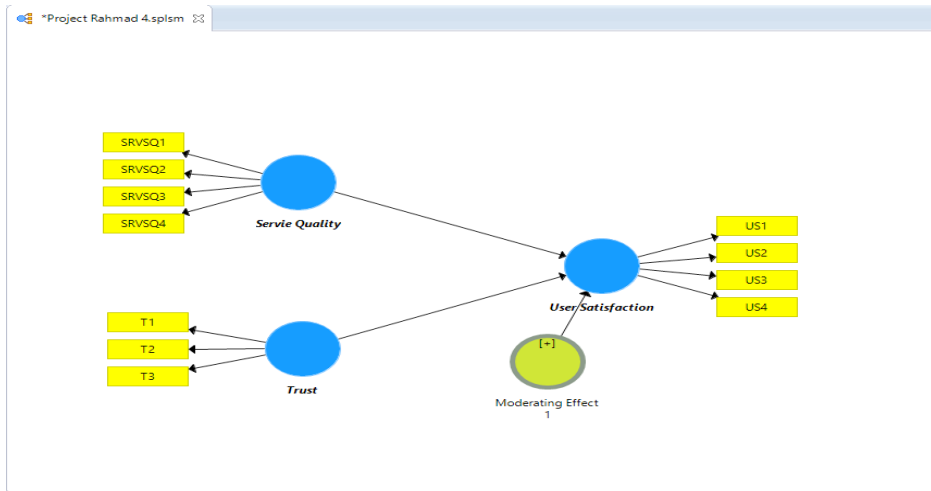 *Project Rahmad 4.splsm
SRVSQ1
SRVSQ2
SRVSQ3
SRVSQ4
Servie Quality
US1
US2
US3
US4
User Satisfaction
T1
T2
T3
Trust
[+]
Moderating Effect
1